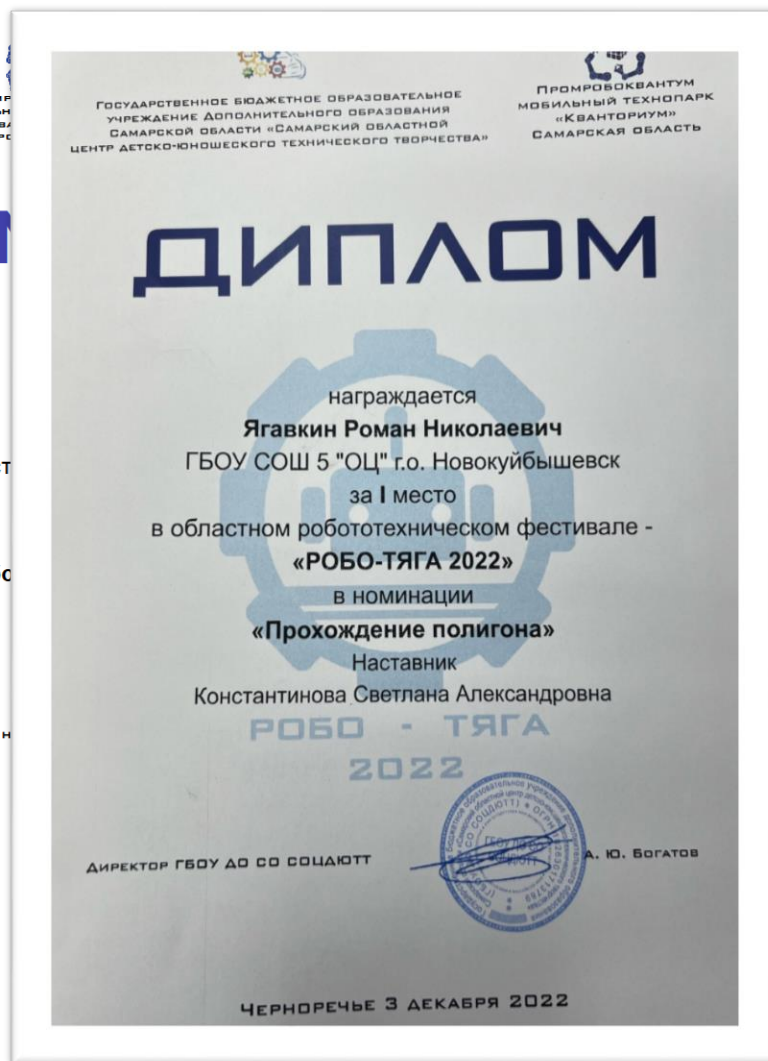 Государственное бюджетное образовательное
учреждение Дополнительного образования
Самарской области «Самарский областной
центр детско-юношеского технического творчества»
Промробоквантум
мобильный технопарк
«Кванториум»
Самарская область
ДИПЛОМ
награждается
Ягавкин Роман Николаевич
ГБОУ СОШ 5 "ОЦ" г.о. Новокуйбышевск
за I место
в областном робототехническом фестивале -
«РОБО-ТЯГА 2022»
в номинации
«Прохождение полигона»
Наставник
Константинова Светлана Александровна
РОБО - ТЯГА
2022
Директор ГБОУ ДО СО СОЦДЮТТ
А. Ю. Богатов
Черноречье 3 декабря 2022